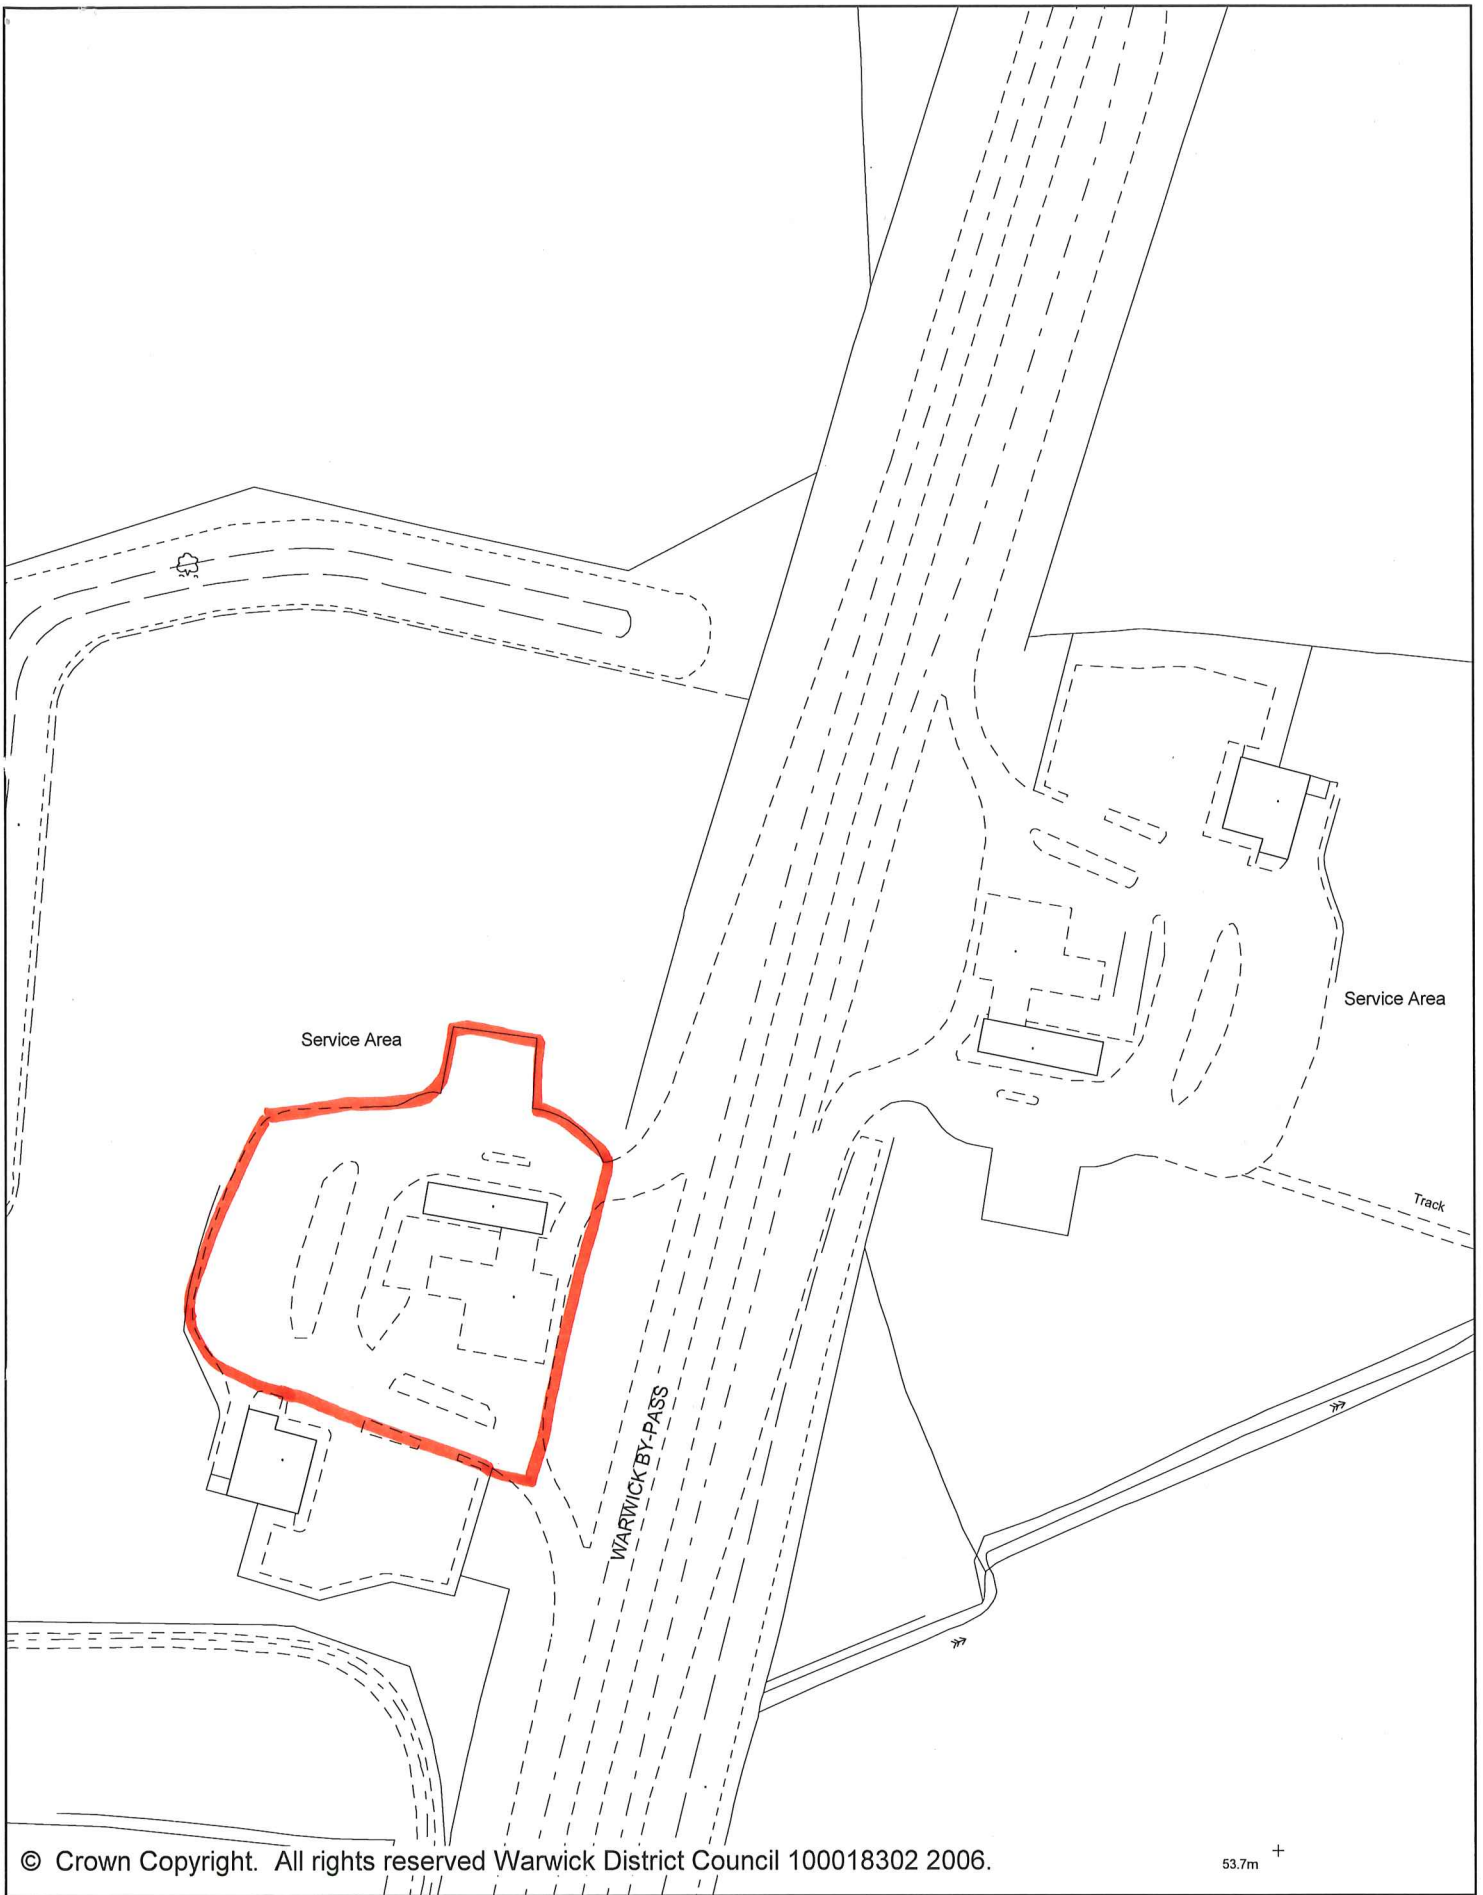 Service Area
Service Area
Track
WARWICK BY-PASS
© Crown Copyright. All rights reserved Warwick District Council 100018302 2006.
53.7m